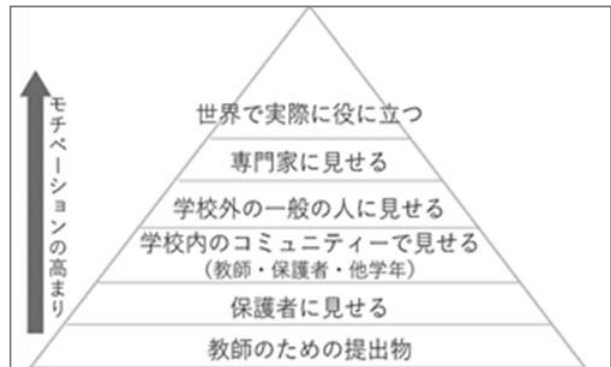 モチベーションの高まり
世界で実際に役に立つ
専門家に見せる
学校外の一般の人に見せる
学校内のコミュニティーで見せる
(教師・保護者・他学年)
保護者に見せる
教師のための提出物